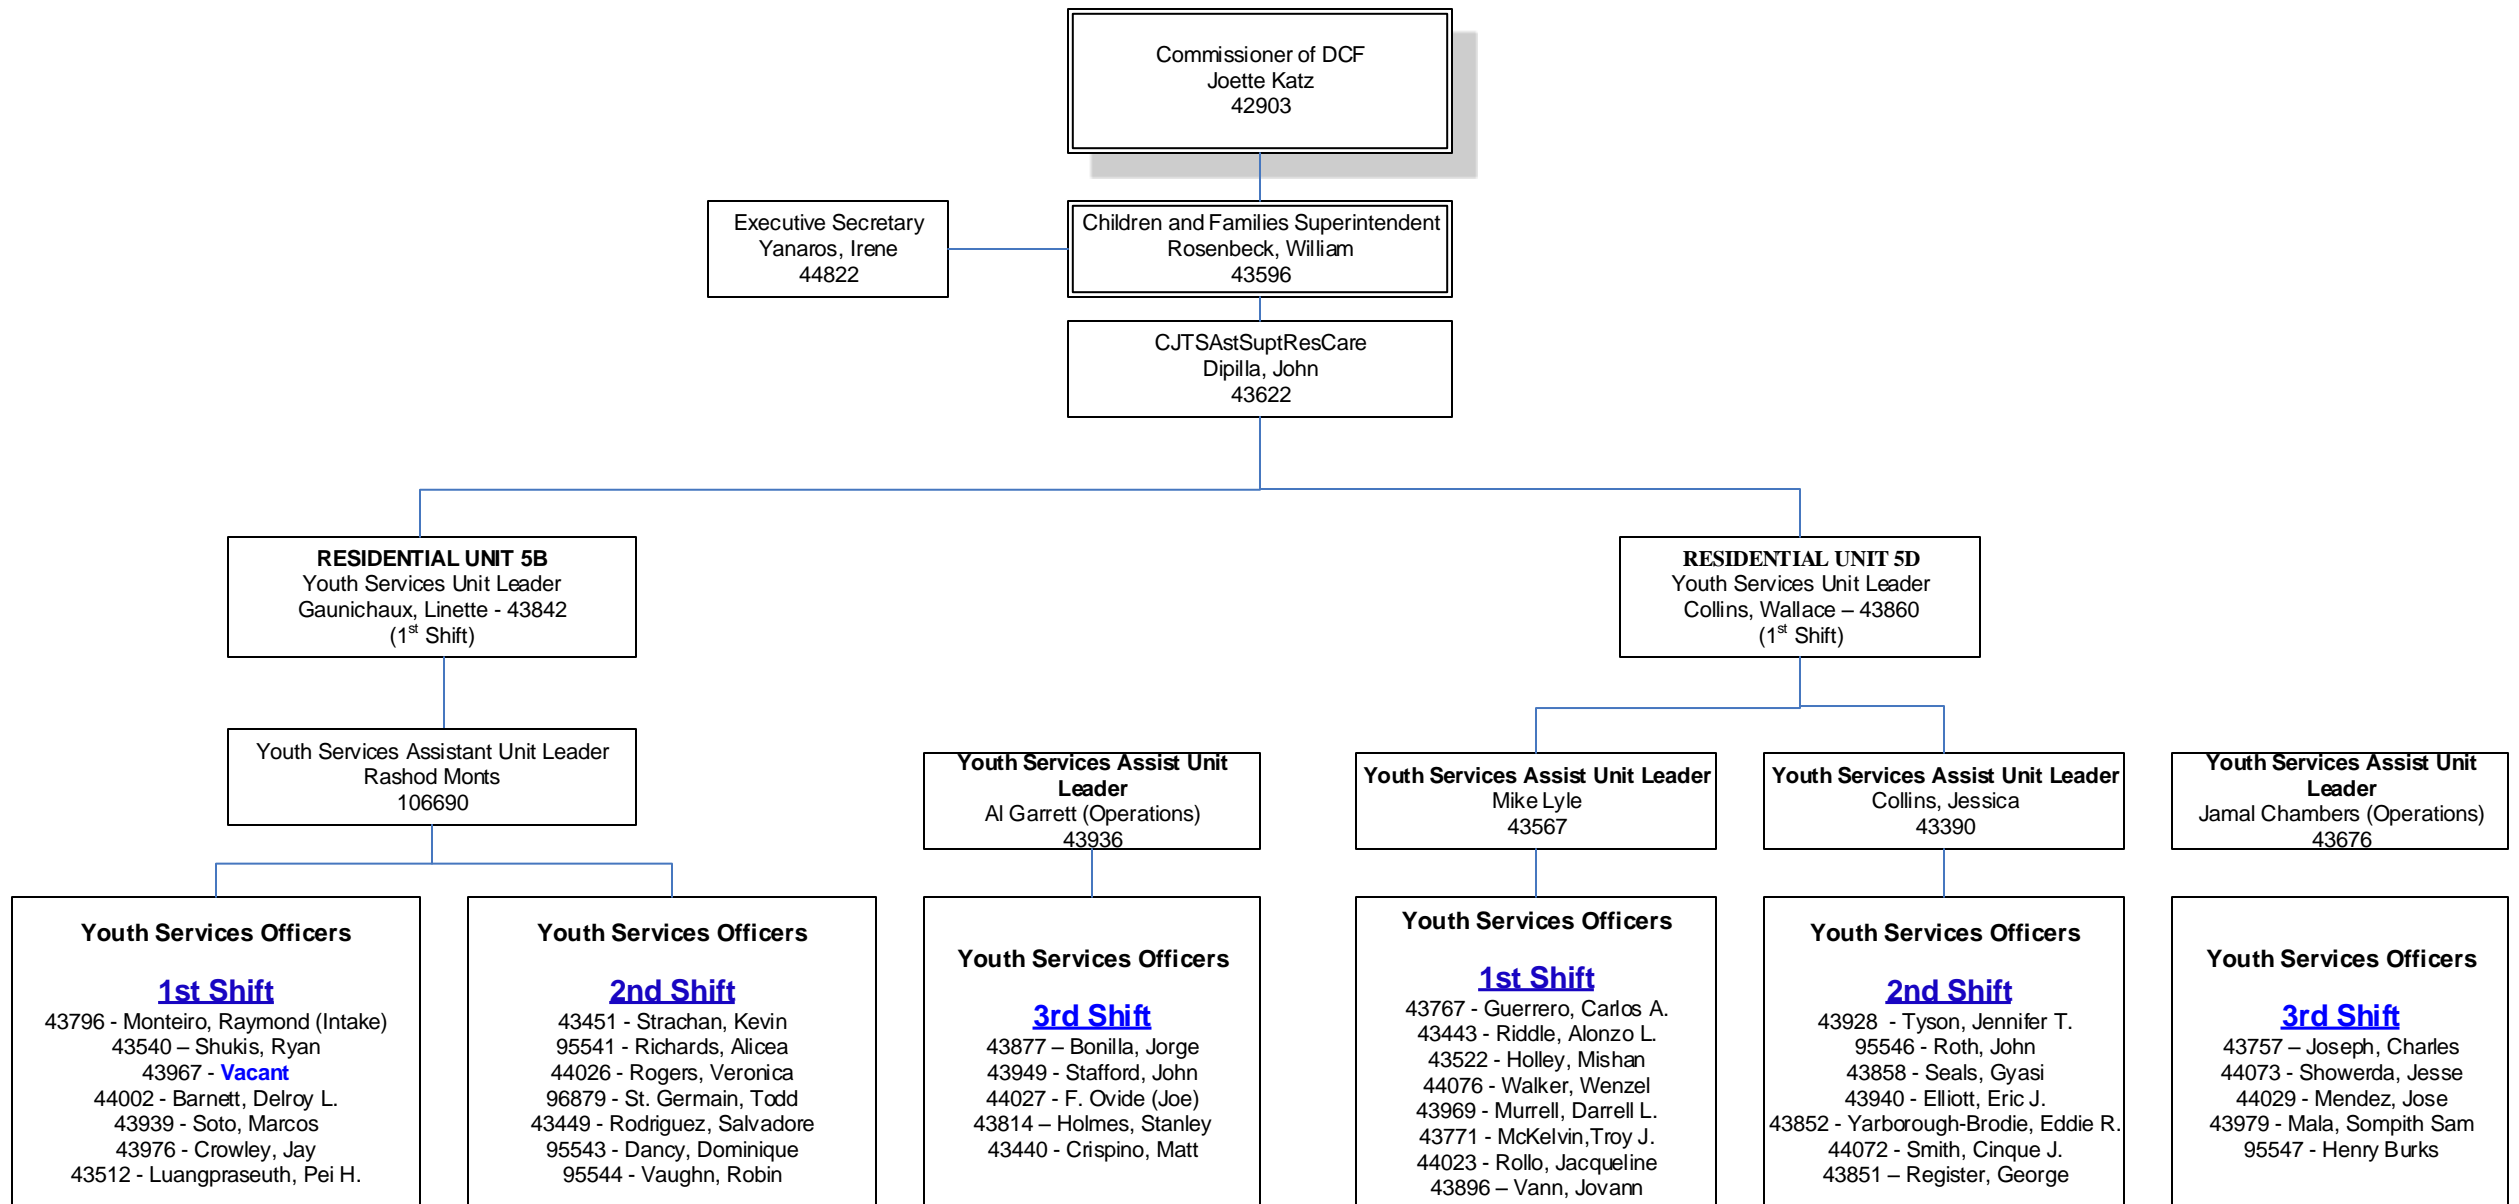 Commissioner of DCF
Joette Katz
42903
Executive Secretary
Yanaros, Irene
44822
Children and Families Superintendent
Rosenbeck, William
43596
CJTSAstSuptResCare
Dipilla, John
43622
RESIDENTIAL UNIT 5B
Youth Services Unit Leader
Gaunichaux, Linette - 43842
(1st Shift)
RESIDENTIAL UNIT 5D
Youth Services Unit Leader
Collins, Wallace – 43860
(1st Shift)
Youth Services Assistant Unit Leader
Rashod Monts
106690
Youth Services Assist Unit
Leader
Al Garrett (Operations)
43936
Youth Services Assist Unit Leader
Mike Lyle
43567
Youth Services Assist Unit Leader
Collins, Jessica
43390
Youth Services Assist Unit
Leader
Jamal Chambers (Operations)
43676
Youth Services Officers
1st Shift
43796 - Monteiro, Raymond (Intake)
43540 – Shukis, Ryan
43967 - Vacant
44002 - Barnett, Delroy L.
43939 - Soto, Marcos
43976 - Crowley, Jay
43512 - Luangpraseuth, Pei H.
Youth Services Officers
2nd Shift
43451 - Strachan, Kevin
95541 - Richards, Alicea
44026 - Rogers, Veronica
96879 - St. Germain, Todd
43449 - Rodriguez, Salvadore
95543 - Dancy, Dominique
95544 - Vaughn, Robin
Youth Services Officers
3rd Shift
43877 – Bonilla, Jorge
43949 - Stafford, John
44027 - F. Ovide (Joe)
43814 – Holmes, Stanley
43440 - Crispino, Matt
Youth Services Officers
1st Shift
43767 - Guerrero, Carlos A.
43443 - Riddle, Alonzo L.
43522 - Holley, Mishan
44076 - Walker, Wenzel
43969 - Murrell, Darrell L.
43771 - McKelvin,Troy J.
44023 - Rollo, Jacqueline
43896 – Vann, Jovann
Youth Services Officers
2nd Shift
43928  - Tyson, Jennifer T.
95546 - Roth, John
43858 - Seals, Gyasi
43940 - Elliott, Eric J.
43852 - Yarborough-Brodie, Eddie R.
44072 - Smith, Cinque J.
43851 – Register, George
Youth Services Officers
3rd Shift
43757 – Joseph, Charles
44073 - Showerda, Jesse
44029 - Mendez, Jose
43979 - Mala, Sompith Sam
95547 - Henry Burks